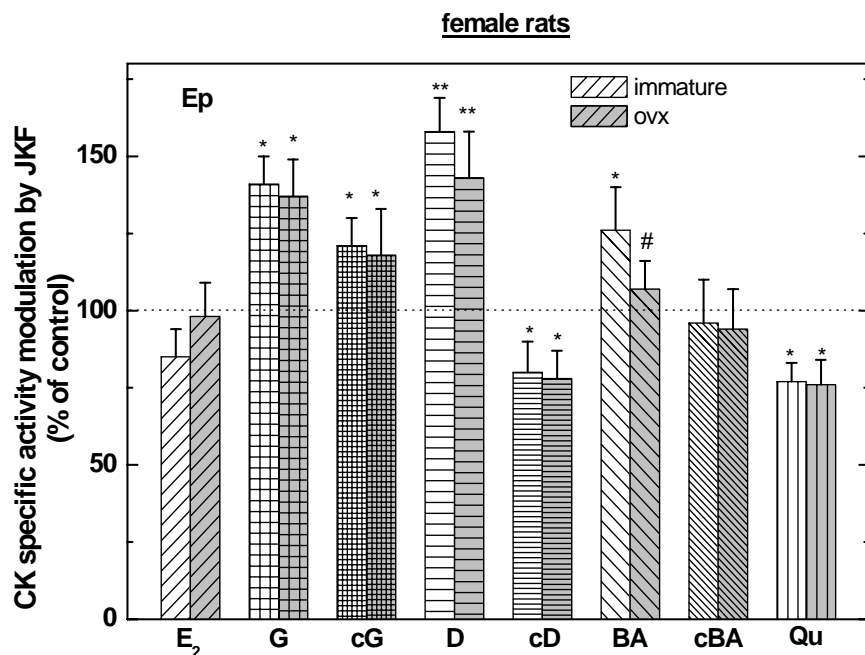 female rats
Ep
immature
ovx
CK specific activity modulation by JKF
(% of control)
150
100
50
0
* * * * ** ** * * * # * *
E₂ G cG D cD BA cBA Qu